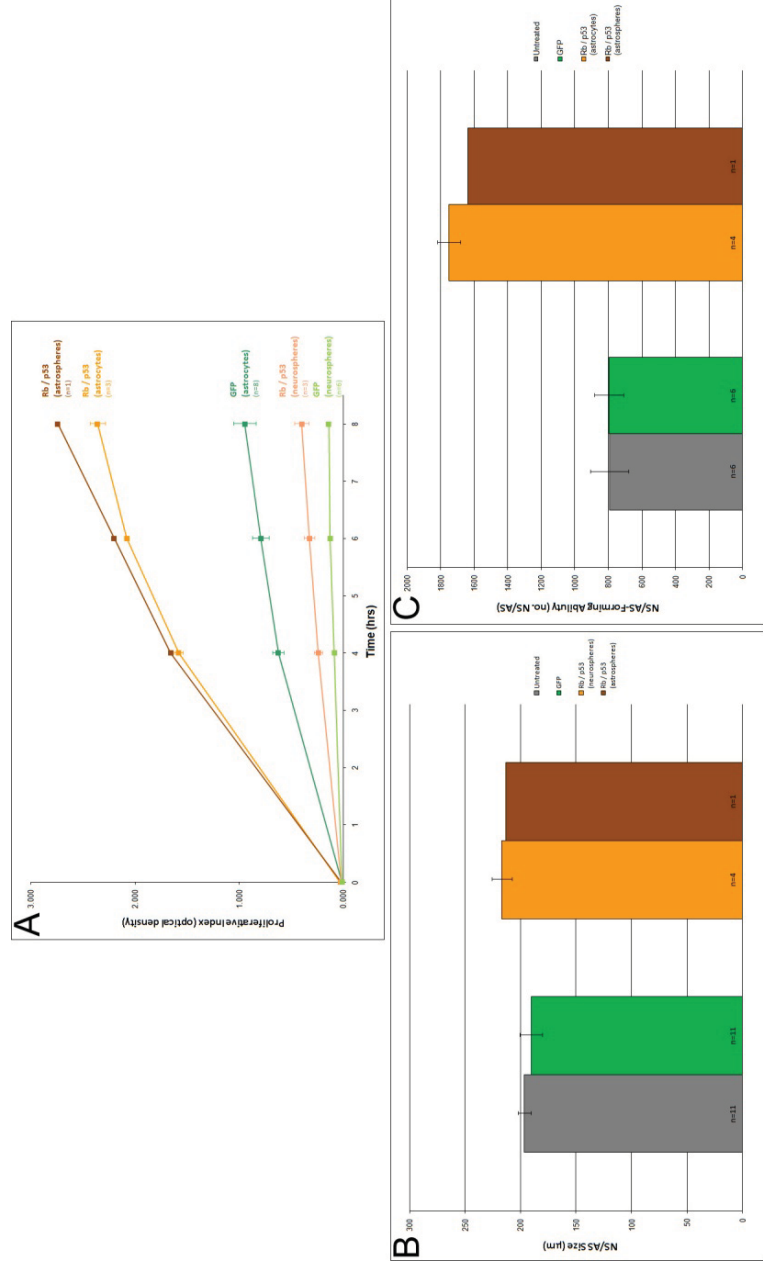 A
3.000
2.000
1.000
0.000
Proliferative Index (optical density)
0
1
2
3
4
5
6
7
8
Time (hrs)
Rb / p53
(astrospheres)
(n=1)
Rb / p53
(astrocytes)
GFP
(astrocytes)
(n=8)
Rb / p53
(neurospheres)
GFP
(neurospheres)
(n=6)
B
300
250
200
150
100
50
0
NS/AS Size (µm)
n=11
n=11
n=4
n=1
Untreated
GFP
Rb / p53
(neurospheres)
Rb / p53
(astrospheres)
C
2000
1800
1600
1400
1200
1000
800
600
400
200
0
NS/AS-Forming Ability (no. NS/AS)
n=6
n=6
n=4
n=1
Untreated
GFP
Rb / p53
(astrocytes)
Rb / p53
(astrospheres)